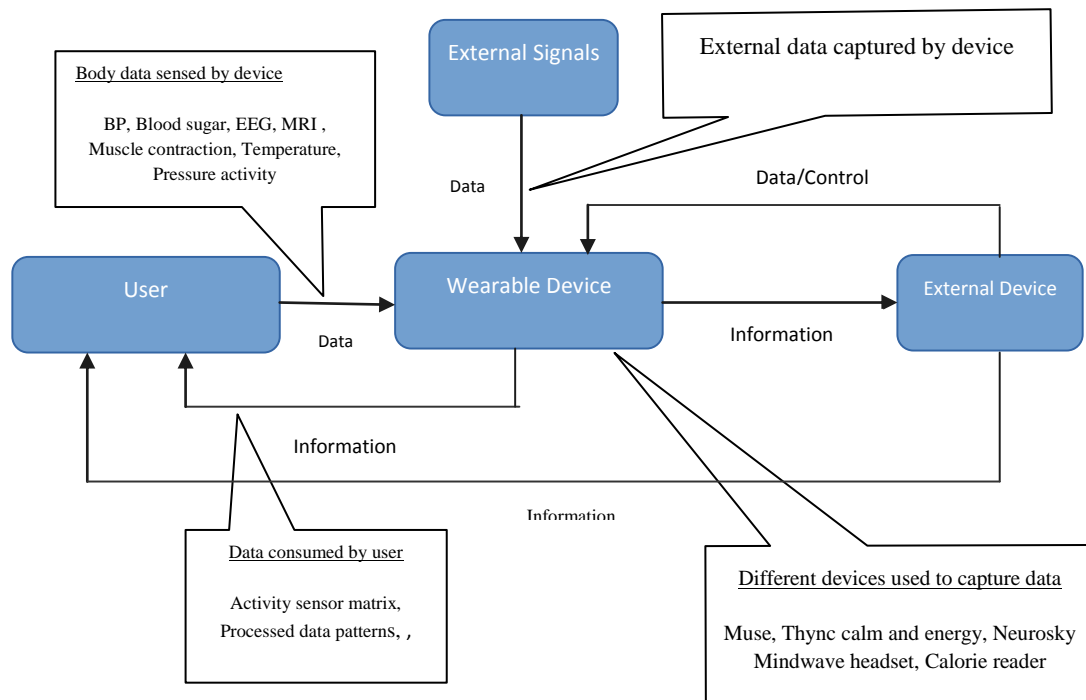 External Signals
External data captured by device
Body data sensed by device
BP, Blood sugar, EEG, MRI ,
Muscle contraction, Temperature,
Pressure activity
Data
Data/Control
User
Wearable Device
External Device
Data
Information
Information
Information
Data consumed by user
Activity sensor matrix,
Processed data patterns, ,
Different devices used to capture data
Muse, Thync calm and energy, Neurosky
Mindwave headset, Calorie reader